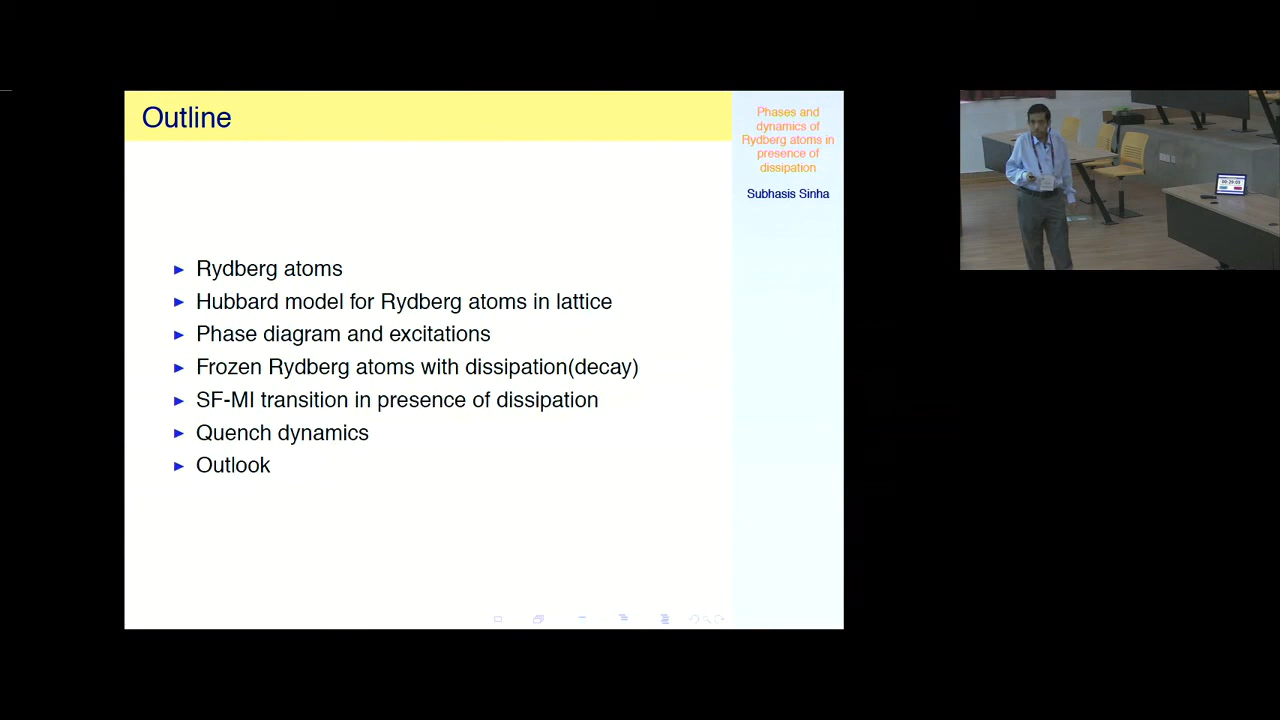 Outline
Rydberg atoms
Hubbard model for Rydberg atoms in lattice
Phase diagram and excitations
Frozen Rydberg atoms with dissipation(decay)
SF-MI transition in presence of dissipation
Quench dynamics
Outlook
Phases and
dynamics of
Rydberg atoms in
presence of
dissipation
Subhasis Sinha